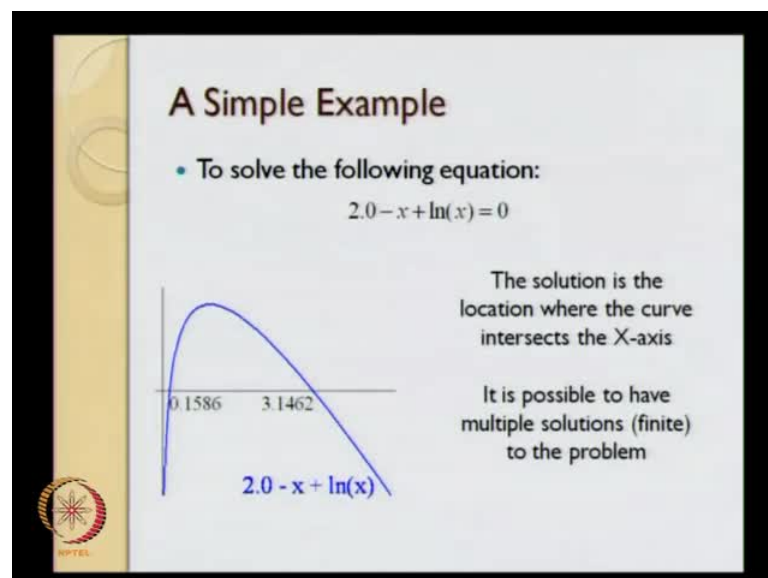 A Simple Example
• To solve the following equation:
2.0 – x + ln(x) = 0
The solution is the
location where the curve
intersects the X-axis
0.1586 3.1462
It is possible to have
multiple solutions (finite)
to the problem
2.0 - x + ln(x)
NPTEL